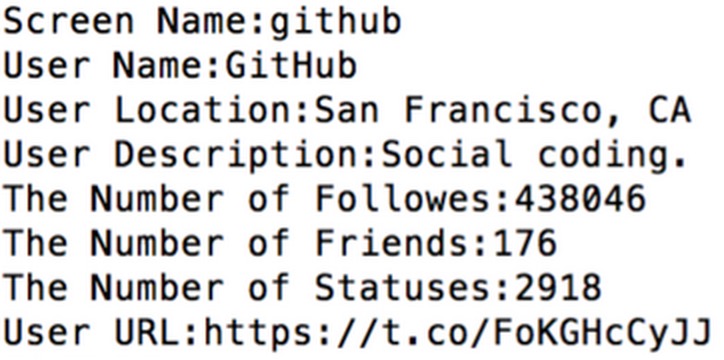 Screen Name:github
User Name:GitHub
User Location:San Francisco, CA
User Description:Social coding.
The Number of Followes:438046
The Number of Friends:176
The Number of Statuses:2918
User URL:https://t.co/FoKGHcCyJJ